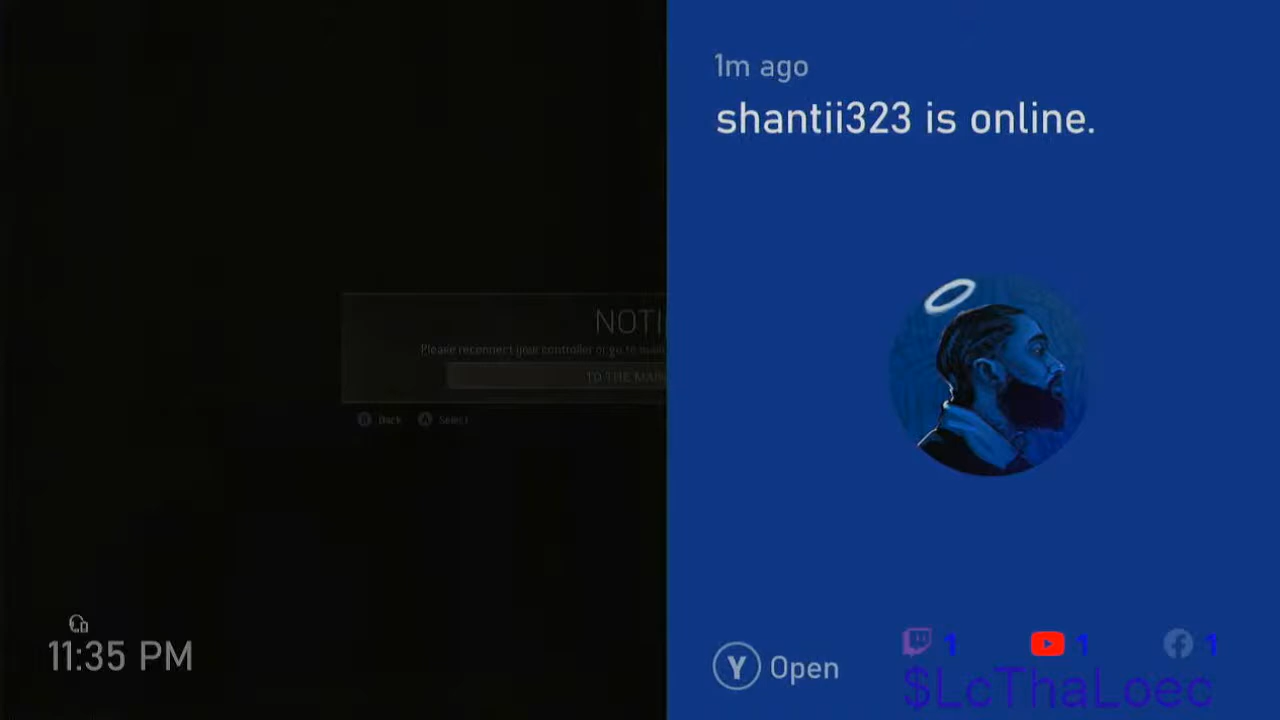 1m ago
shantii323 is online.
NOTI
Please reconnect your controller or go to
TO THE
B Back A Select
11:35 PM
Y Open
1 1 1
$LcThaLoec